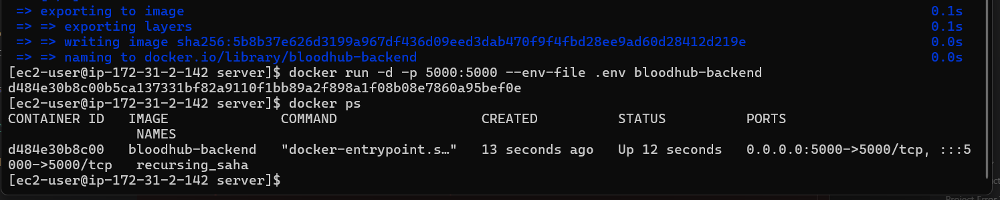 => exporting to image 0.1s
=> => exporting layers 0.1s
=> => writing image sha256:5b8b37e626d3199a967df436d09eed3dab470f9f4fbd28ee9ad60d28412d219e 0.0s
=> => naming to docker.io/library/bloodhub-backend 0.0s
[ec2-user@ip-172-31-2-142 server]$ docker run -d -p 5000:5000 --env-file .env bloodhub-backend
d484e30b8c00b5ca137331bf82a9110f1bb89a2f898a1f08b08e7860a95bef0e
[ec2-user@ip-172-31-2-142 server]$ docker ps
CONTAINER ID   IMAGE              COMMAND                  CREATED          STATUS          PORTS
NAMES
d484e30b8c00   bloodhub-backend   "docker-entrypoint.s…"   13 seconds ago   Up 12 seconds   0.0.0.0:5000->5000/tcp, :::5
000->5000/tcp   recursing_saha
[ec2-user@ip-172-31-2-142 server]$
Project Error